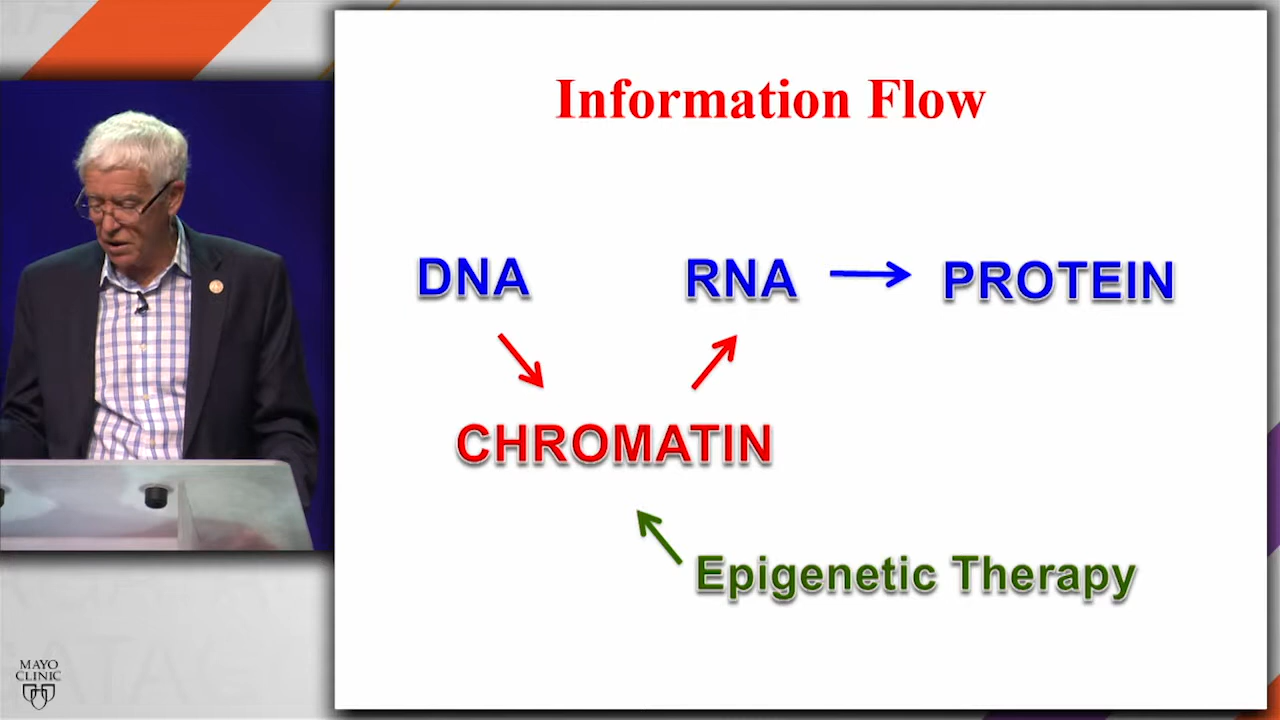 Information Flow
DNA RNA PROTEIN
CHROMATIN
Epigenetic Therapy
MAYO
CLINIC